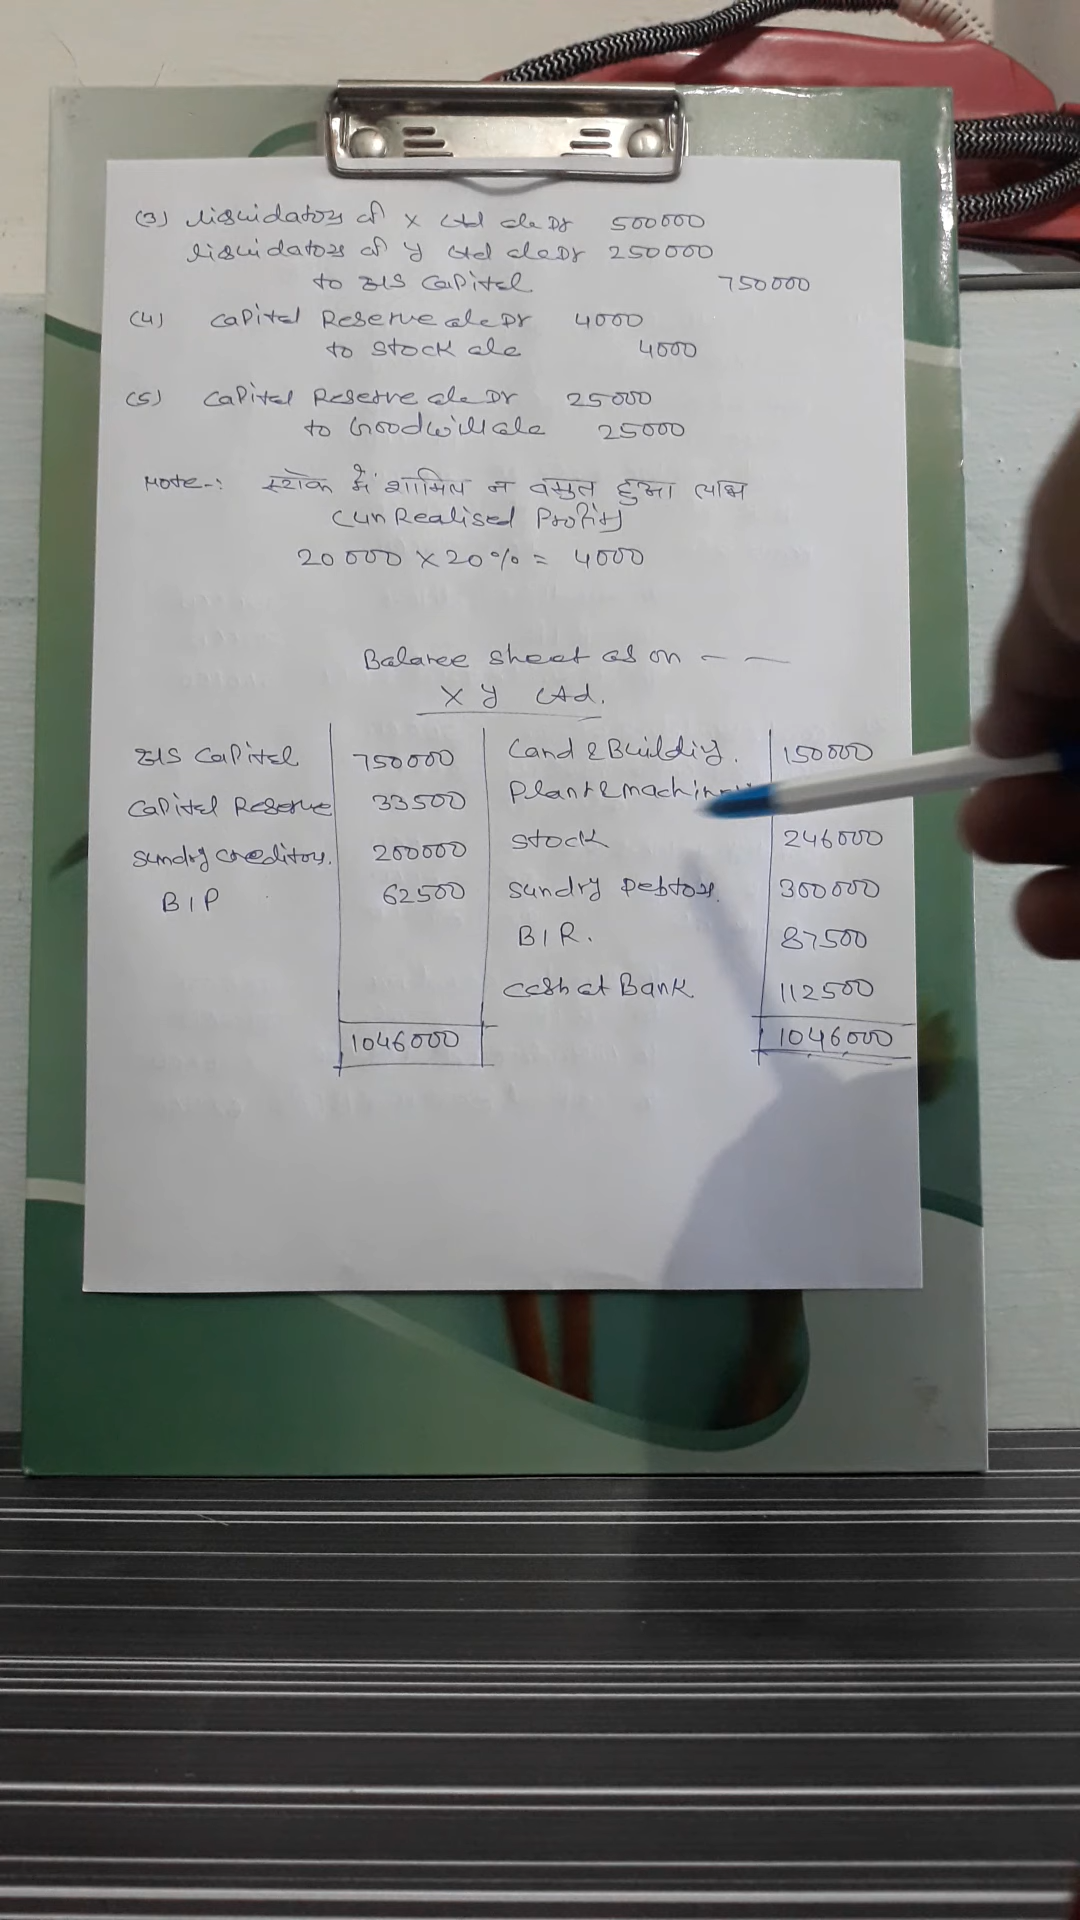 (3) Liquidators of X Ltd a/c Dr 500000
Liquidators of Y Ltd a/c Dr 250000
to E/S Capital 750000
(4) Capital Reserve a/c Dr 4000
to Stock a/c 4000
(5) Capital Reserve a/c Dr 25000
to Goodwill a/c 25000
Note-: स्टॉक में शामिल न वसुल हुआ लाभ
(UnRealised Profit)
20000 X 20% = 4000
Balance Sheet as on - -
X Y Ltd.
E/S Capital 750000 Land & Building. 150000
Capital Reserve 33500 Plant &
Sundry Creditors. 200000 Stock 246000
B/P 62500 Sundry Debtors. 300000
B/R. 87500
Cash at Bank 112500
1046000 1046000